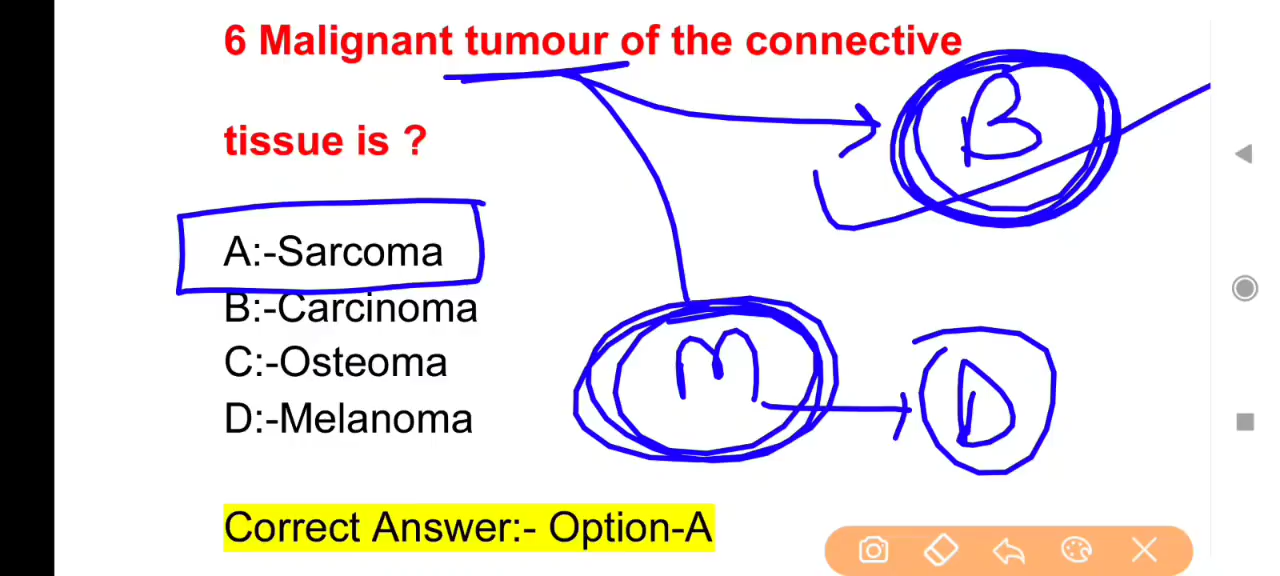 6 Malignant tumour of the connective
B
tissue is ?
A:-Sarcoma
B:-Carcinoma
M
C:-Osteoma
D
D:-Melanoma
Correct Answer:- Option-A